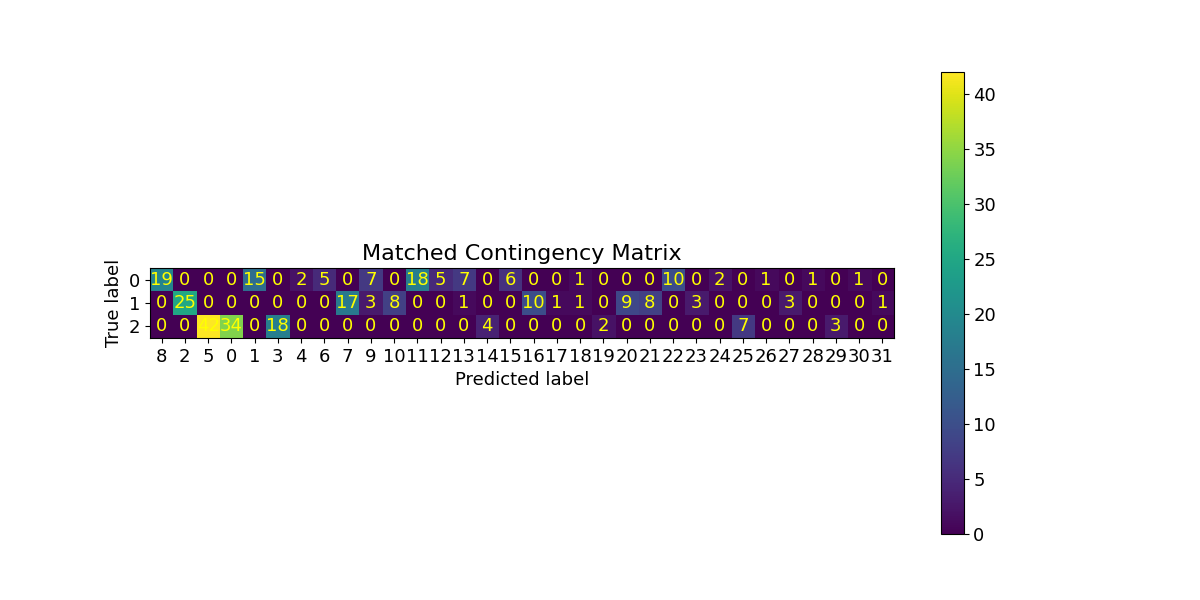 Matched Contingency Matrix
True label
0 19 0 0 0 15 0 2 5 0 7 0 18 5 7 0 6 0 0 1 0 0 0 10 0 2 0 1 0 1 0 1 0
1 0 25 0 0 0 0 0 0 17 3 8 0 0 1 0 0 10 1 1 0 9 8 0 3 0 0 0 3 0 0 0 1
2 0 0 42 34 0 18 0 0 0 0 0 0 0 0 4 0 0 0 0 2 0 0 0 0 0 7 0 0 0 3 0 0
8 2 5 0 1 3 4 6 7 9 10 11 12 13 14 15 16 17 18 19 20 21 22 23 24 25 26 27 28 29 30 31
Predicted label
40
35
30
25
20
15
10
5
0